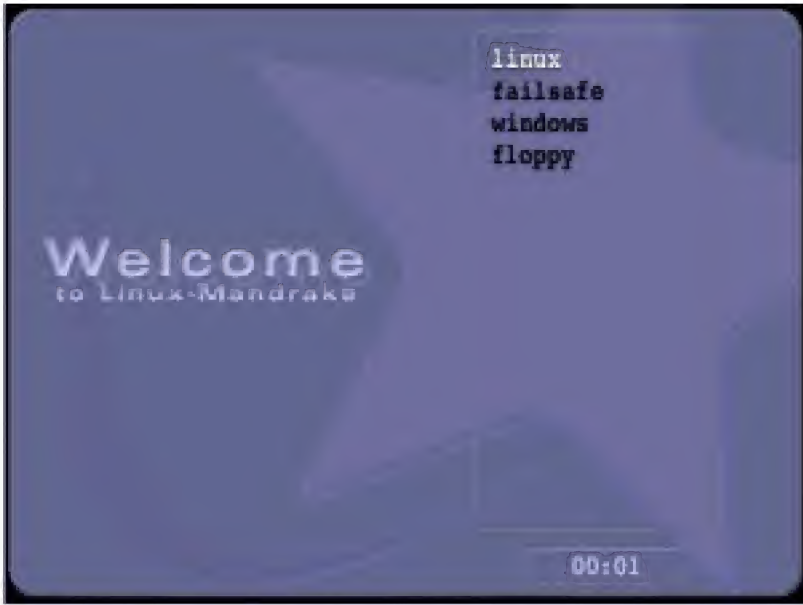 linux
failsafe
windows
floppy
Welcome
to Linux-Mandrake
00:01